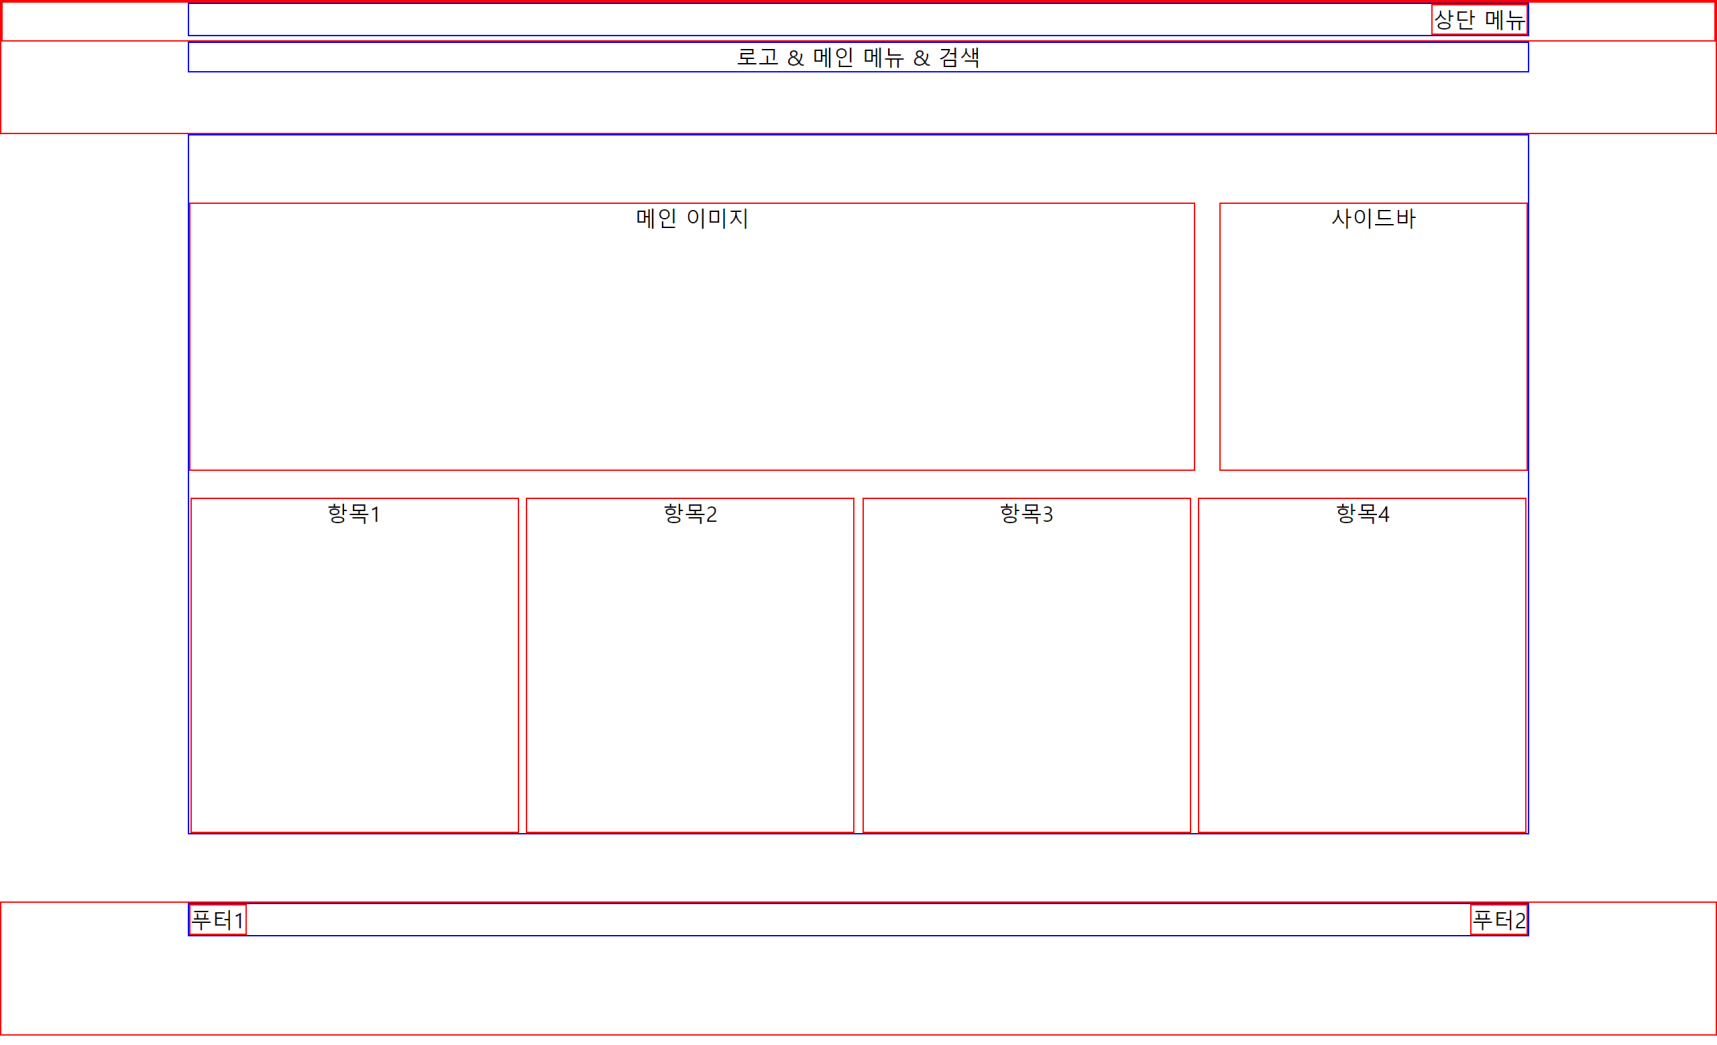 상단 메뉴
로고 & 메인 메뉴 & 검색
메인 이미지
사이드바
항목1
항목2
항목3
항목4
푸터1
푸터2